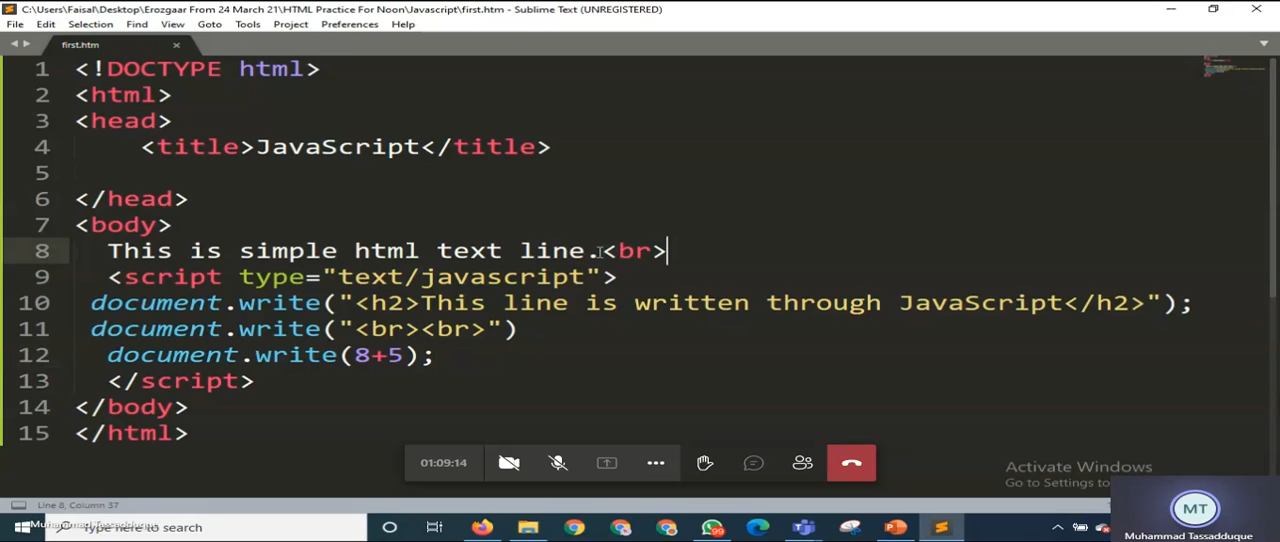 C:\Users\Faisal\Desktop\Erozgaar From 24 March 21\HTML Practice For Noon\Javascript\first.htm - Sublime Text (UNREGISTERED)
File Edit Selection Find View Goto Tools Project Preferences Help
first.htm
1 <!DOCTYPE html>
2 <html>
3 <head>
4 <title>JavaScript</title>
5
6 </head>
7 <body>
8 This is simple html text line.<br>
9 <script type="text/javascript">
10 document.write("<h2>This line is written through JavaScript</h2>");
11 document.write("<br><br>")
12 document.write(8+5);
13 </script>
14 </body>
15 </html>
01:09:14
Activate Windows
Go to Settings to
MT
Line 8, Column 37
Muhammad Tassadduque
Type here to search
99
Muhammad Tassadduque